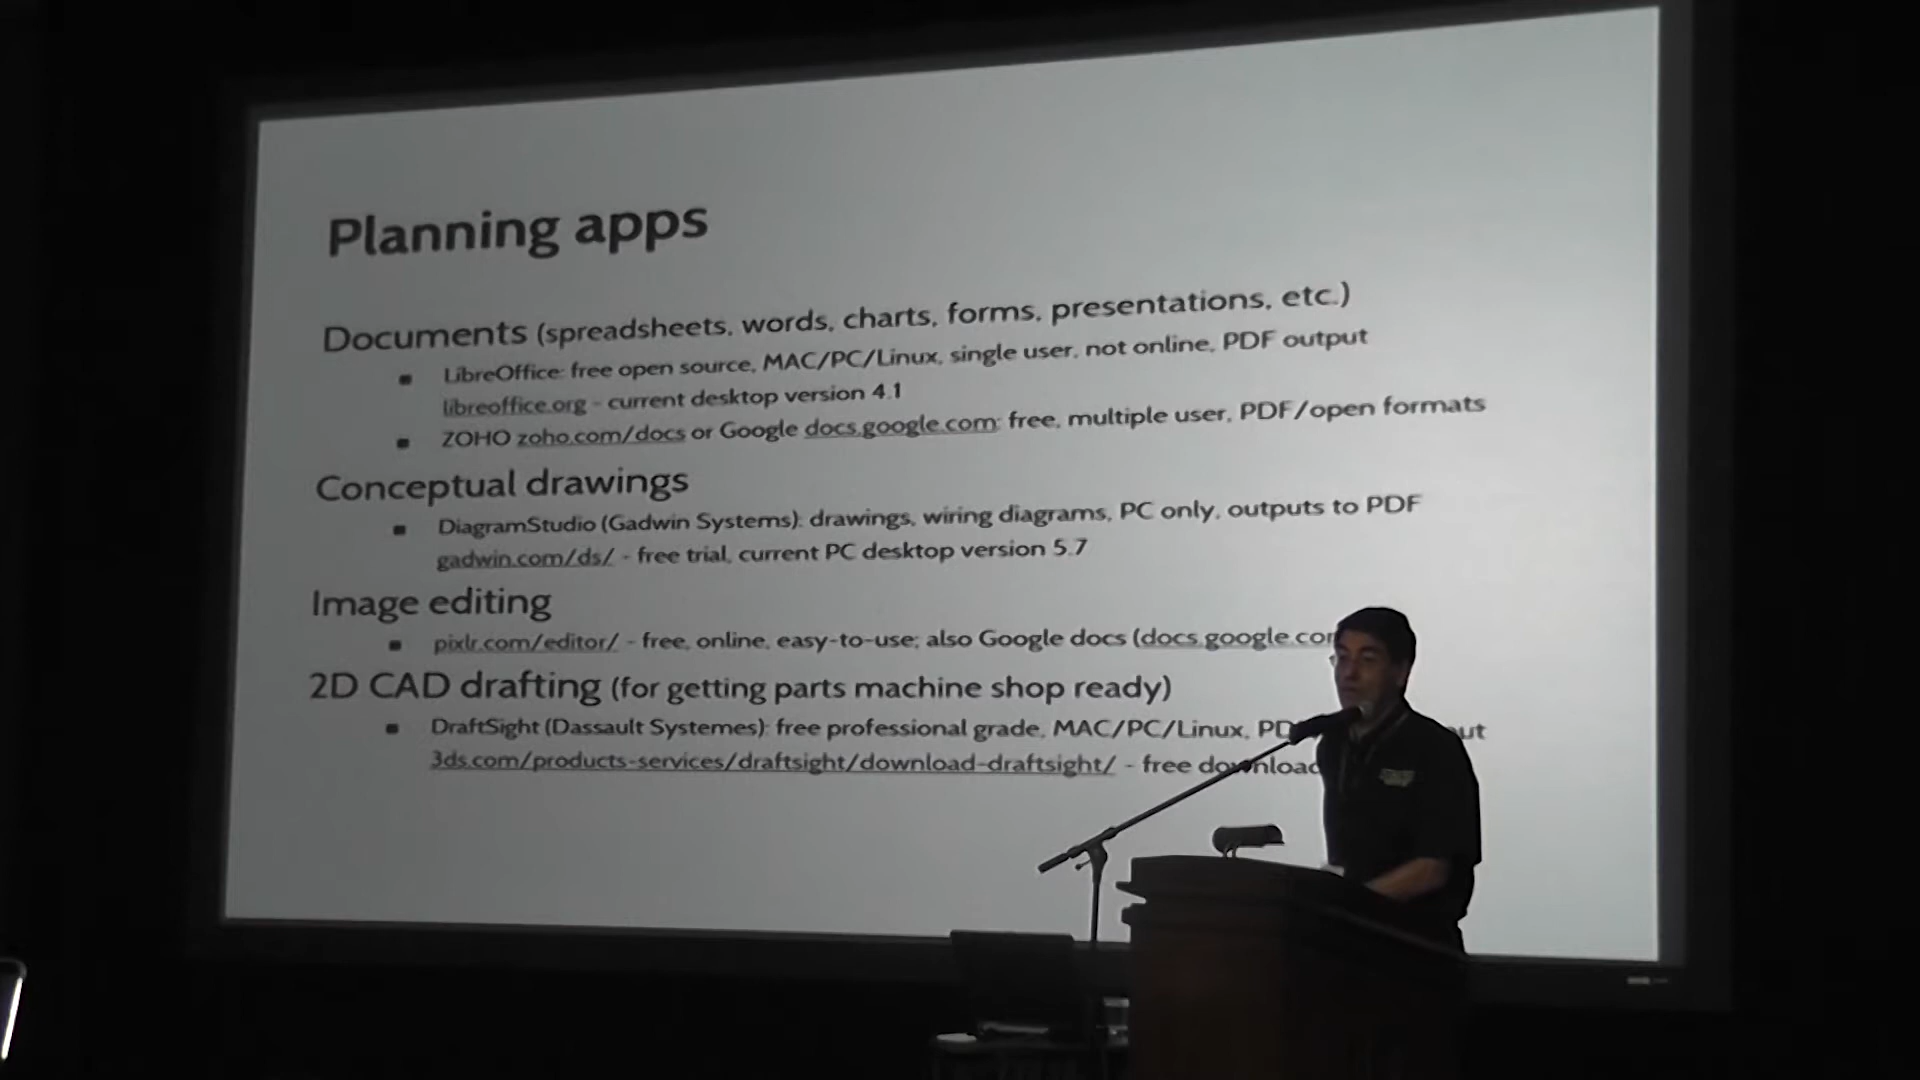 Planning apps
Documents (spreadsheets, words, charts, forms, presentations, etc.)
LibreOffice: free open source, MAC/PC/Linux, single user, not online, PDF output
libreoffice.org - current desktop version 4.1
ZOHO zoho.com/docs or Google docs.google.com: free, multiple user, PDF/open formats
Conceptual drawings
DiagramStudio (Gadwin Systems): drawings, wiring diagrams, PC only, outputs to PDF
gadwin.com/ds/ - free trial, current PC desktop version 5.7
Image editing
pixlr.com/editor/ - free, online, easy-to-use; also Google docs (docs.google.com
2D CAD drafting (for getting parts machine shop ready)
DraftSight (Dassault Systemes): free professional grade, MAC/PC/Linux,
3ds.com/products-services/draftsight/download-draftsight/ - free download